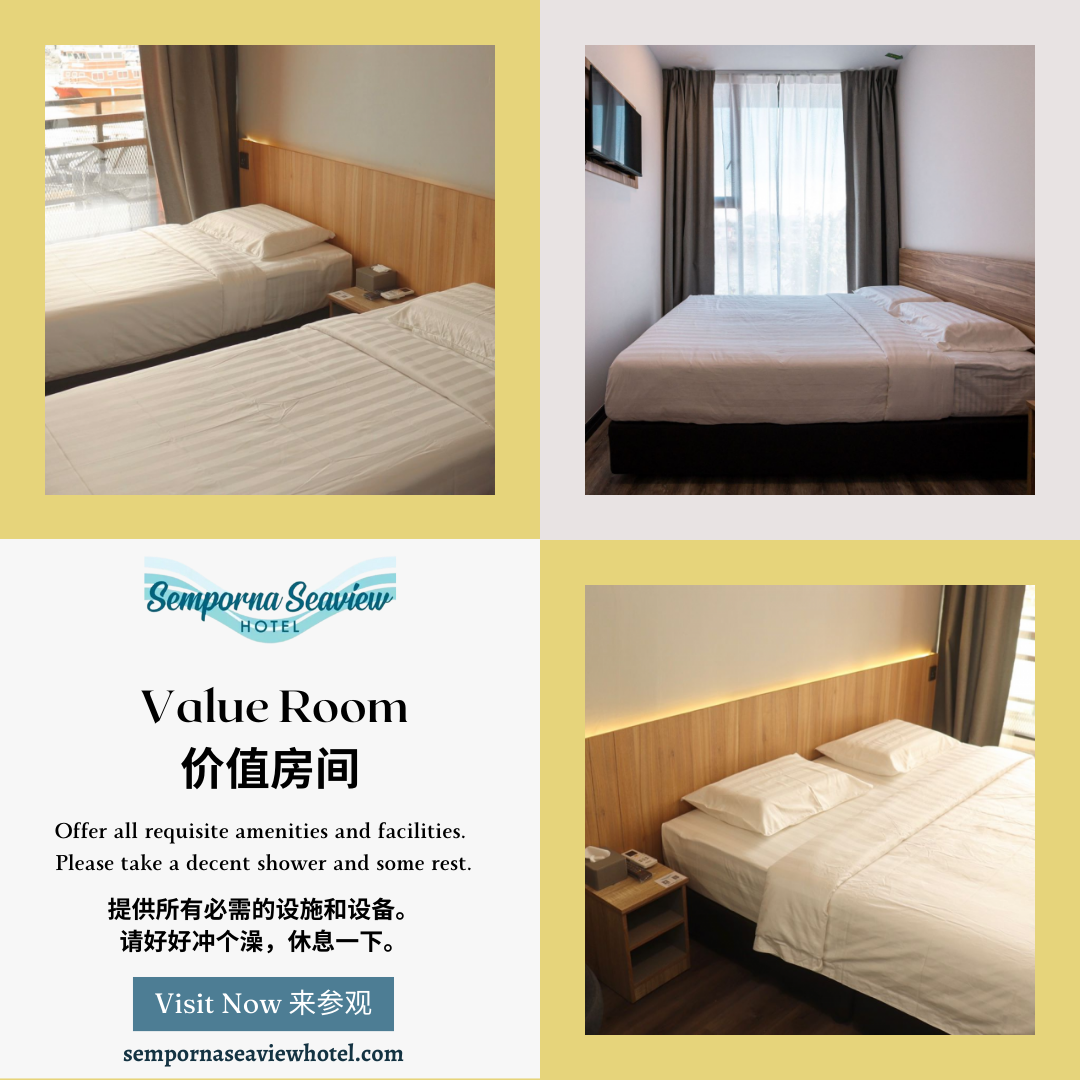 Semporna Seaview
HOTEL
Value Room
价值房间
Offer all requisite amenities and facilities.
Please take a decent shower and some rest.
提供所有必需的设施和设备。
请好好冲个澡，休息一下。
Visit Now 来参观
sempornaseaviewhotel.com